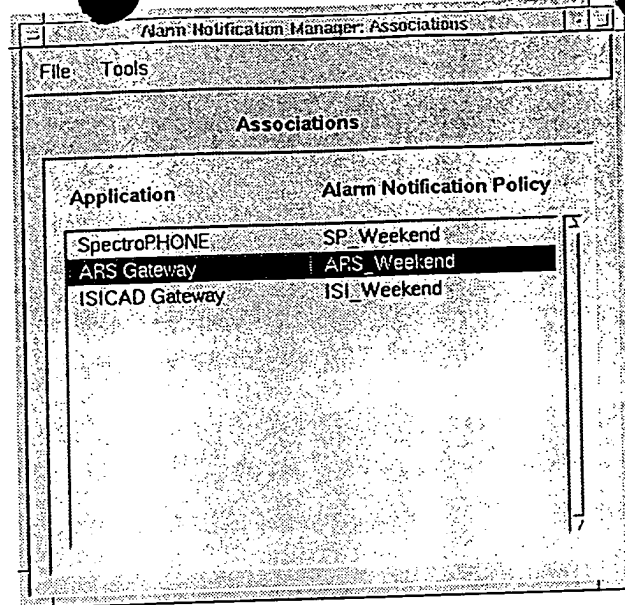 Alarm Notification Manager: Associations
File Tools
Associations
Application Alarm Notification Policy
SpectroPHONE SP_Weekend
ARS Gateway ARS_Weekend
ISICAD Gateway ISI_Weekend